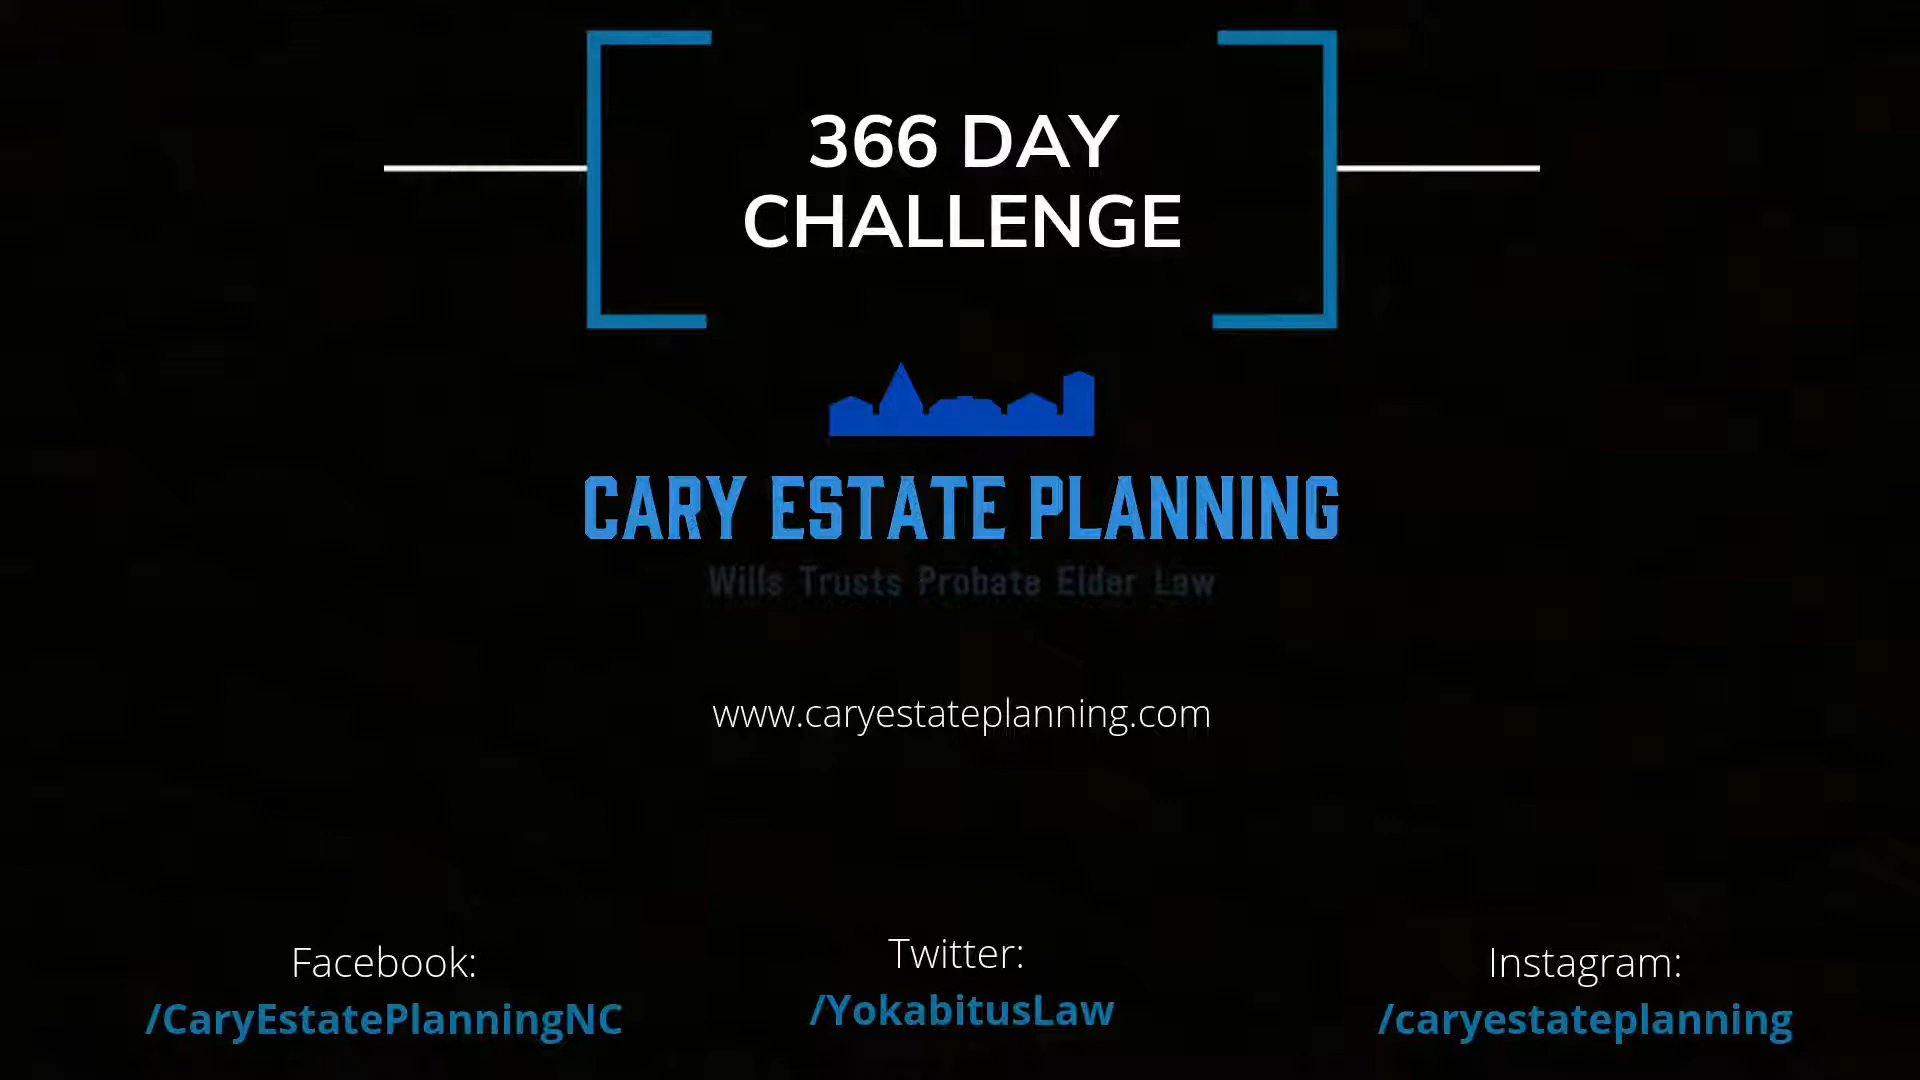 366 DAY
CHALLENGE
CARY ESTATE PLANNING
Wills Trusts Probate Elder Law
www.caryestateplanning.com
Facebook:
/CaryEstatePlanningNC
Twitter:
/YokabitusLaw
Instagram:
/caryestateplanning